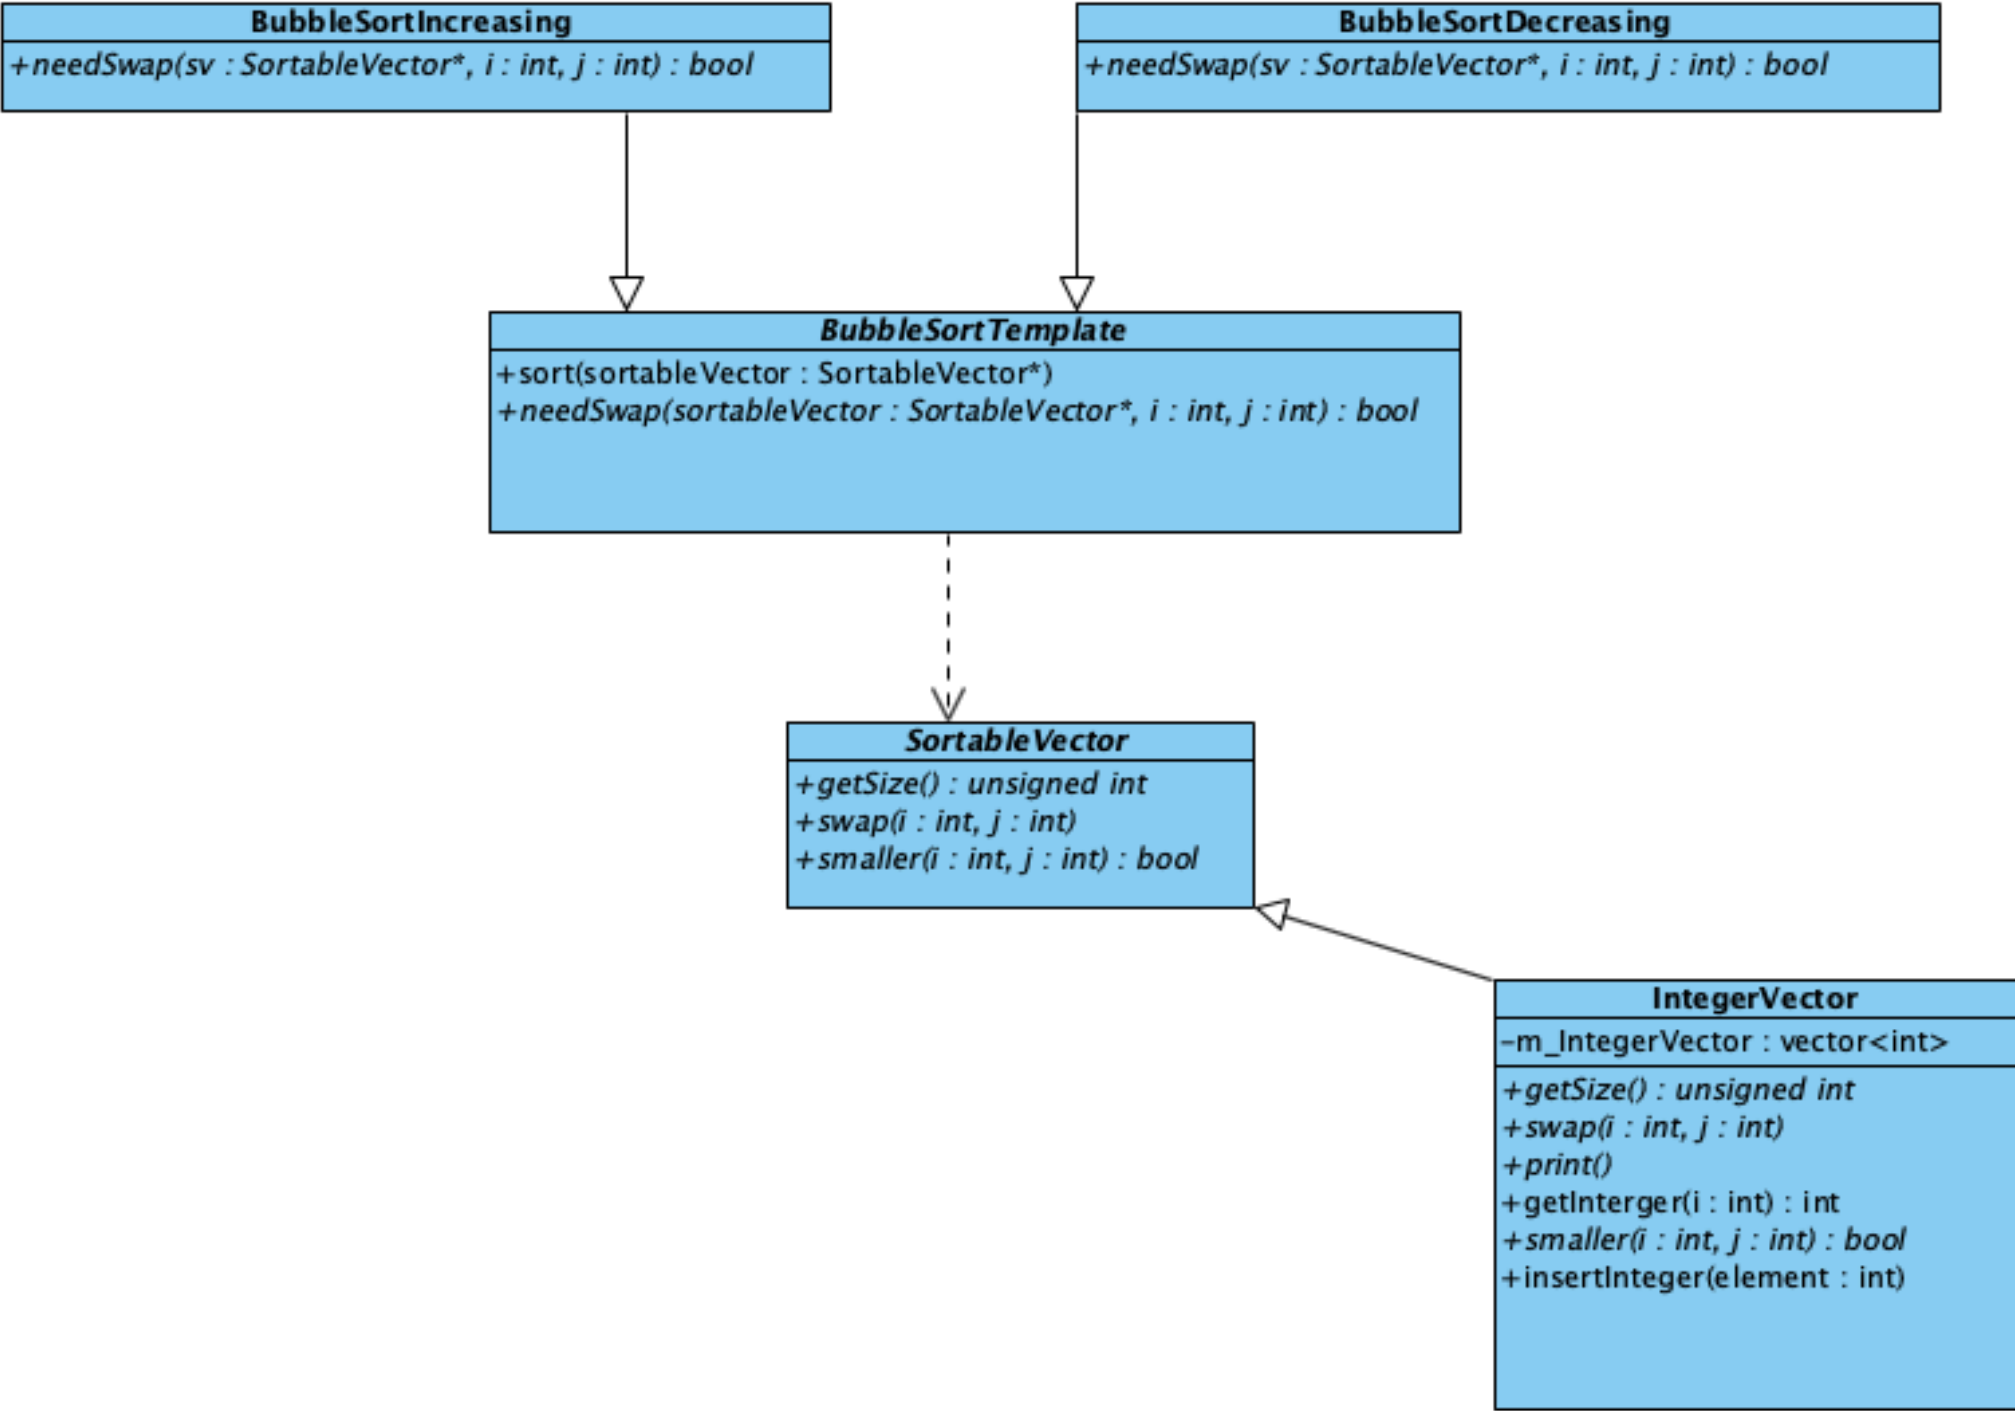 BubbleSortIncreasing
+needSwap(sv : SortableVector*, i : int, j : int) : bool
BubbleSortDecreasing
+needSwap(sv : SortableVector*, i : int, j : int) : bool
BubbleSortTemplate
+sort(sortableVector : SortableVector*)
+needSwap(sortableVector : SortableVector*, i : int, j : int) : bool
SortableVector
+getSize() : unsigned int
+swap(i : int, j : int)
+smaller(i : int, j : int) : bool
IntegerVector
-m_IntegerVector : vector<int>
+getSize() : unsigned int
+swap(i : int, j : int)
+print()
+getInterger(i : int) : int
+smaller(i : int, j : int) : bool
+insertInteger(element : int)